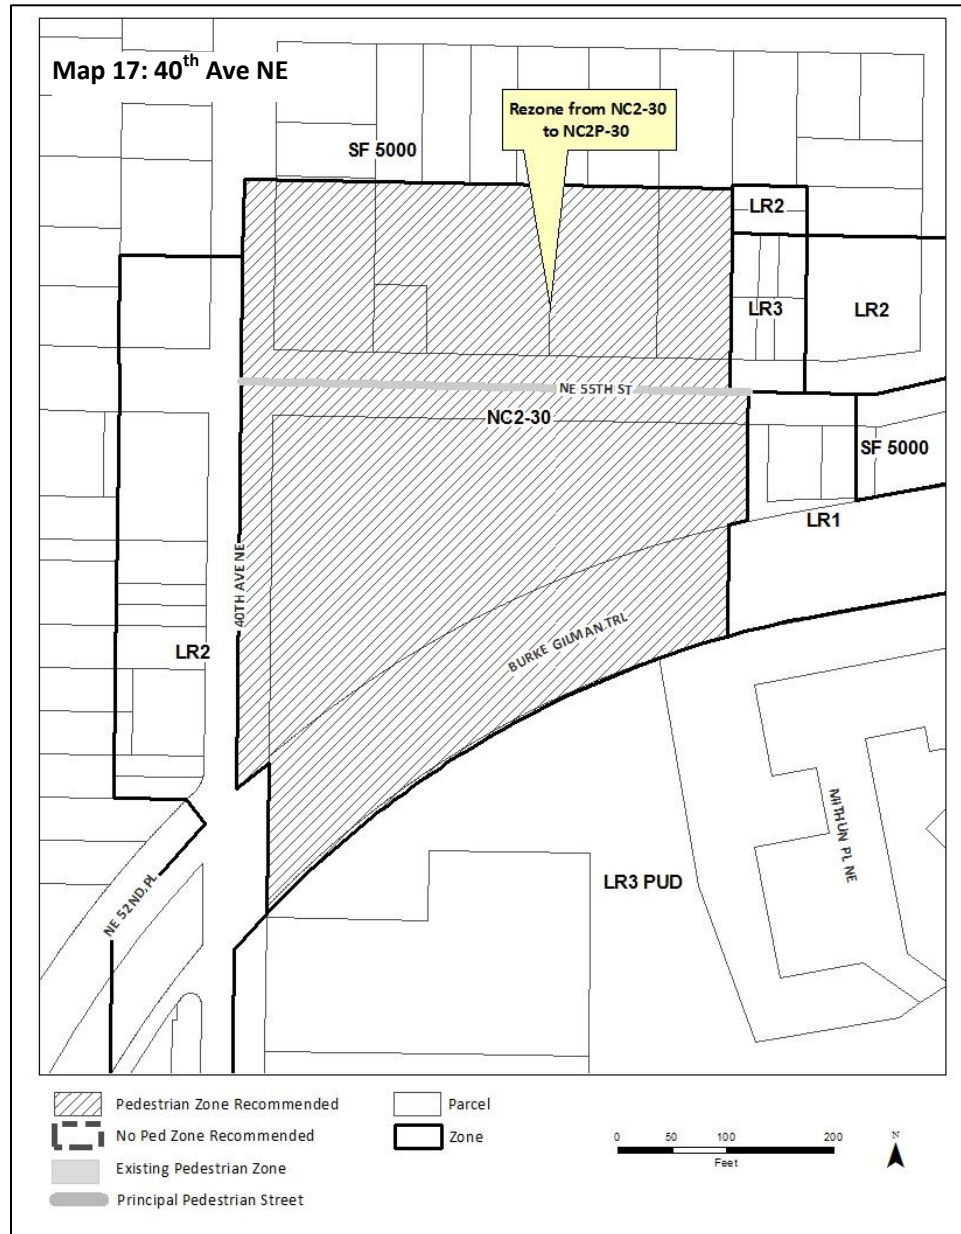 Map 17: 40th Ave NE
Rezone from NC2-30
to NC2P-30
SF 5000
LR2
LR3
LR2
NE 55TH ST
NC2-30
SF 5000
LR1
40TH AVE NE
BURKE GILMAN TRL
LR2
MITHUN PL NE
LR3 PUD
NE 52ND PL
Pedestrian Zone Recommended
Parcel
No Ped Zone Recommended
Zone
Existing Pedestrian Zone
Principal Pedestrian Street
0 50 100 200
Feet
N